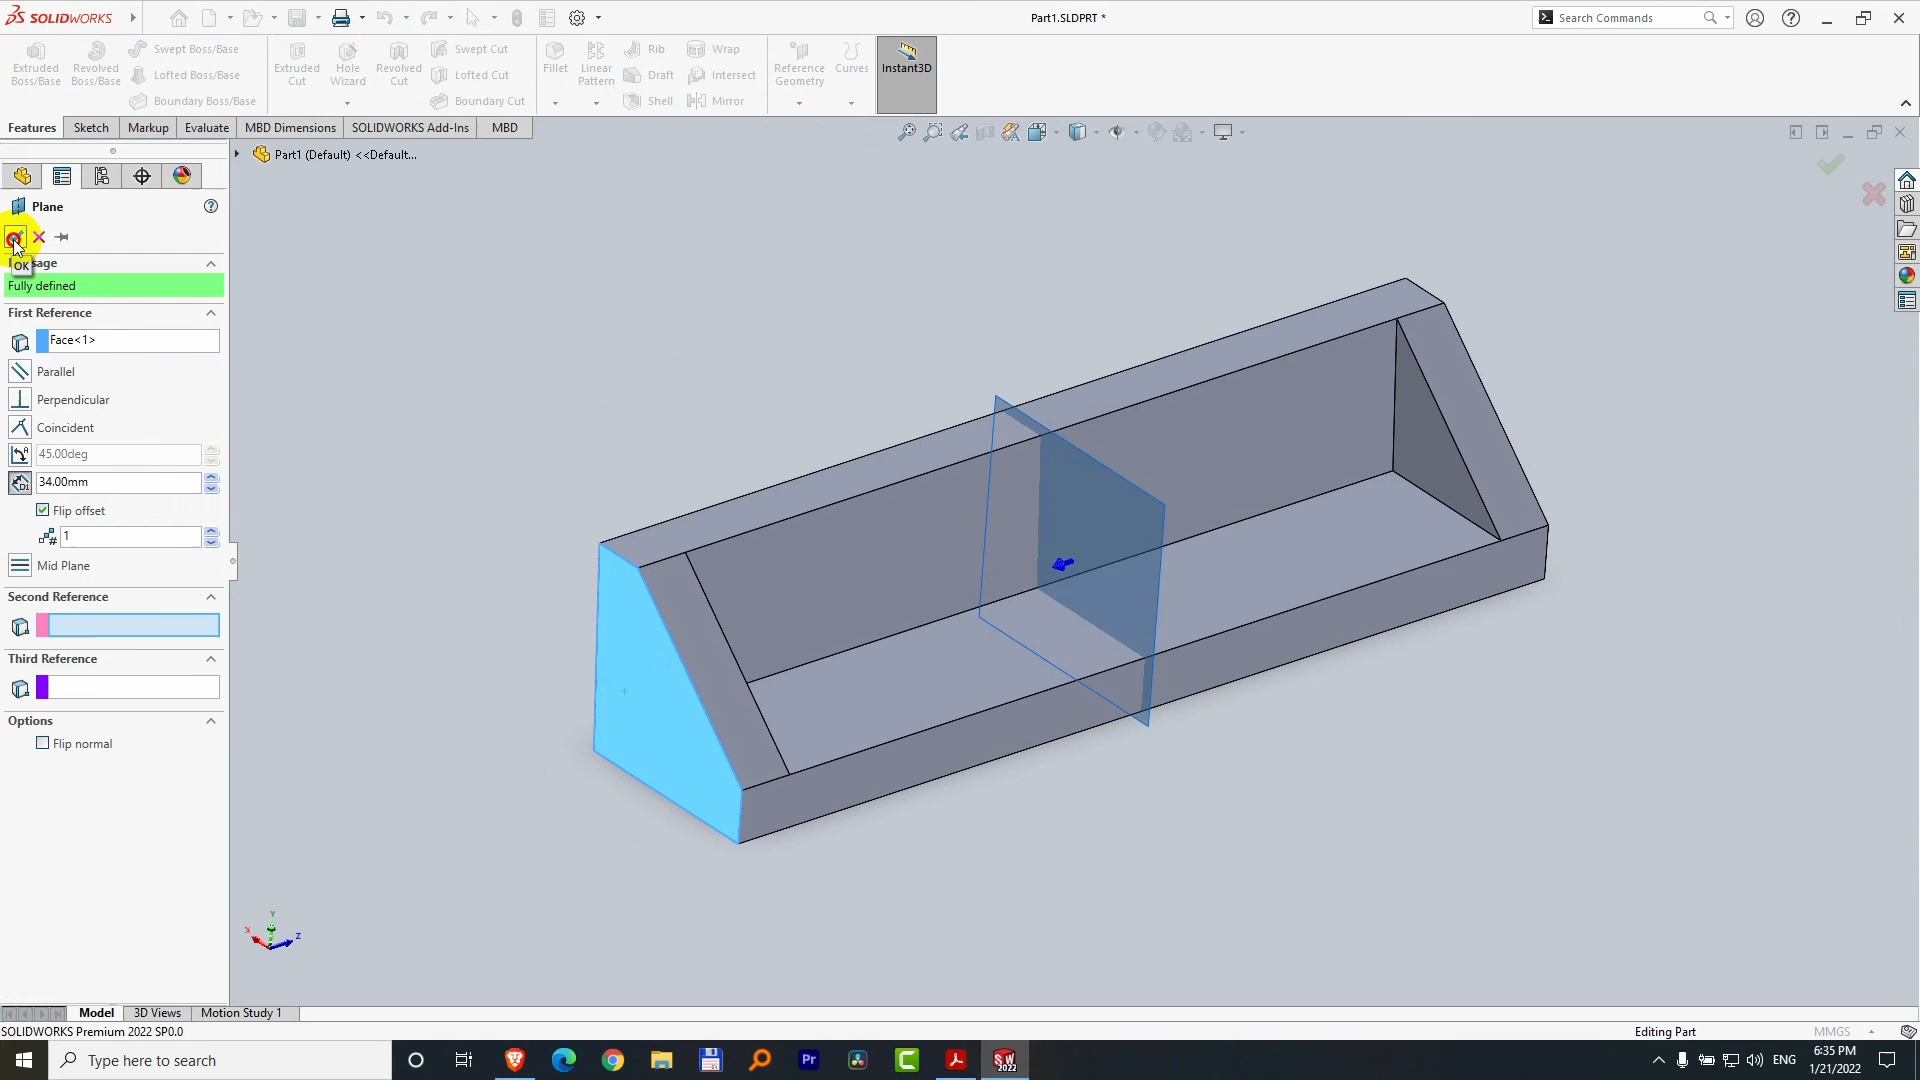 SOLIDWORKS
Part1.SLDPRT *
Search Commands
Extruded Boss/Base
Revolved Boss/Base
Swept Boss/Base
Lofted Boss/Base
Boundary Boss/Base
Extruded Cut
Hole Wizard
Revolved Cut
Swept Cut
Lofted Cut
Boundary Cut
Fillet
Linear Pattern
Rib
Draft
Shell
Wrap
Intersect
Mirror
Reference Geometry
Curves
Instant3D
Features
Sketch
Markup
Evaluate
MBD Dimensions
SOLIDWORKS Add-Ins
MBD
Part1 (Default) <<Default...
Plane
OK
Fully defined
First Reference
Face<1>
Parallel
Perpendicular
Coincident
45.00deg
34.00mm
Flip offset
1
Mid Plane
Second Reference
Third Reference
Options
Flip normal
Y
X
Z
Model
3D Views
Motion Study 1
SOLIDWORKS Premium 2022 SP0.0
Editing Part
MMGS
Type here to search
Pr
SW 2022
ENG
6:35 PM
1/21/2022